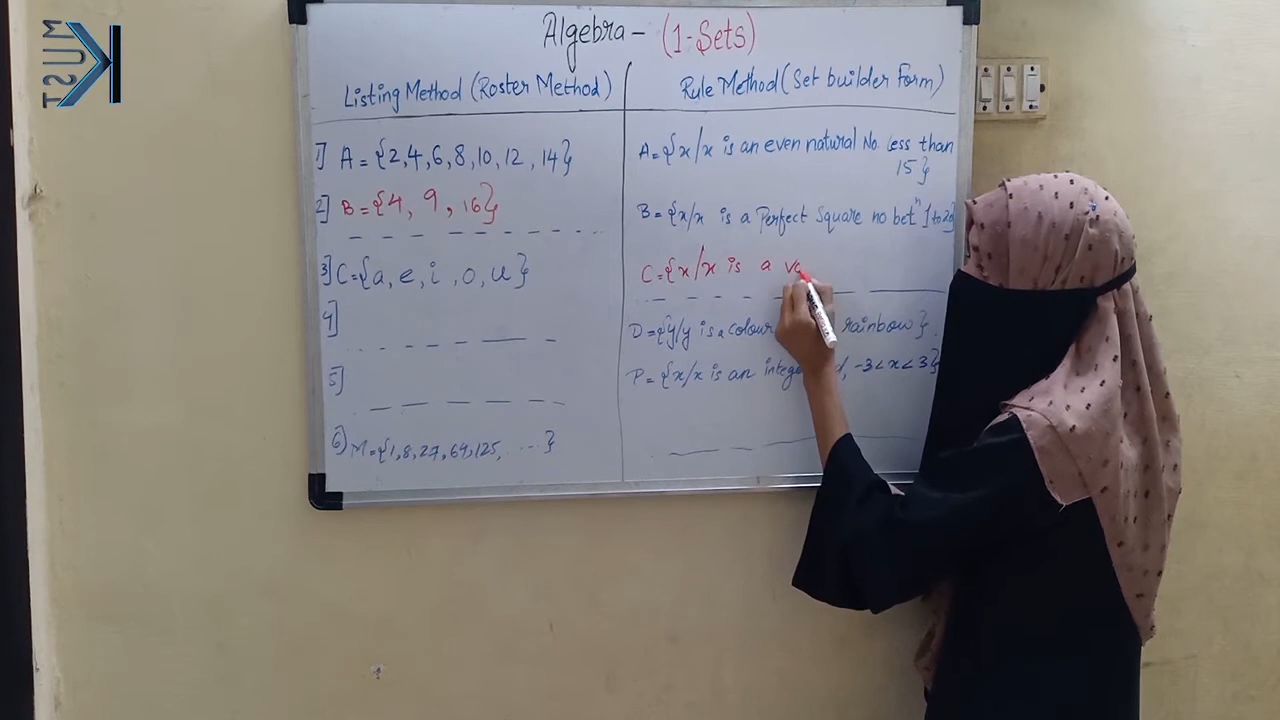 MUST
K
Algebra - (1-Sets)
Listing Method (Roster Method)
Rule Method (Set builder Form)
1] A = {2,4,6,8,10,12,14}
A={x/x is an even natural No. Less than
15}
2] B={4, 9, 16}
B={x/x is a Perfect Square no betⁿ 1 to 20}
3] C={a, e, i, o, u}
C={x/x is a vo
4]
D={y/y is a colour rainbow}.
5]
P={x/x is an integ , -3<x<3}
6) M={1,8,27,64,125, ...}